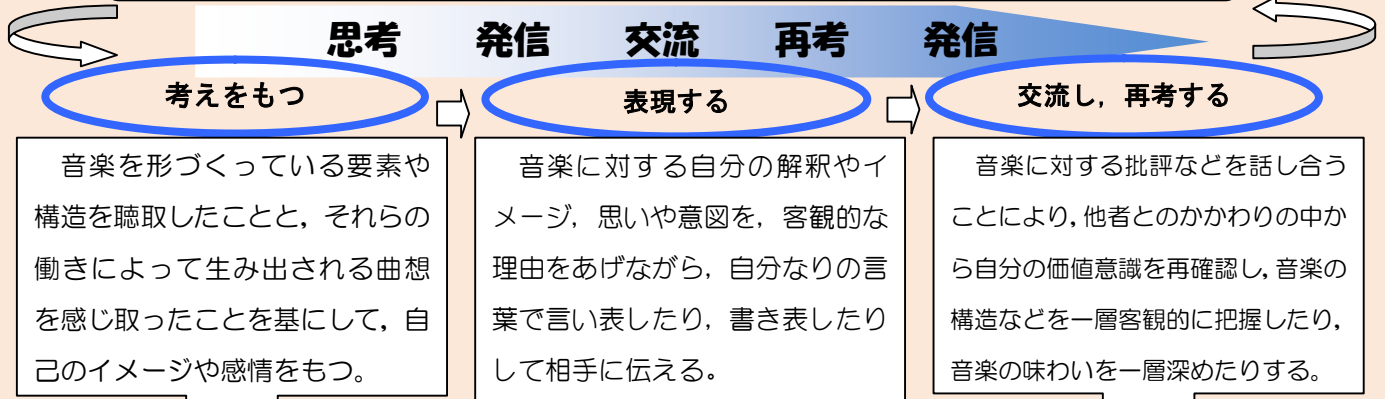 思考 発信 交流 再考 発信
考えをもつ
音楽を形づくっている要素や
構造を聴取したことと，それらの
働きによって生み出される曲想
を感じ取ったことを基にして，自
己のイメージや感情をもつ。
表現する
音楽に対する自分の解釈やイ
メージ，思いや意図を，客観的な
理由をあげながら，自分なりの言
葉で言い表したり，書き表したり
して相手に伝える。
交流し，再考する
音楽に対する批評などを話し合う
ことにより，他者とのかかわりの中か
ら自分の価値意識を再確認し，音楽の
構造などを一層客観的に把握したり，
音楽の味わいを一層深めたりする。